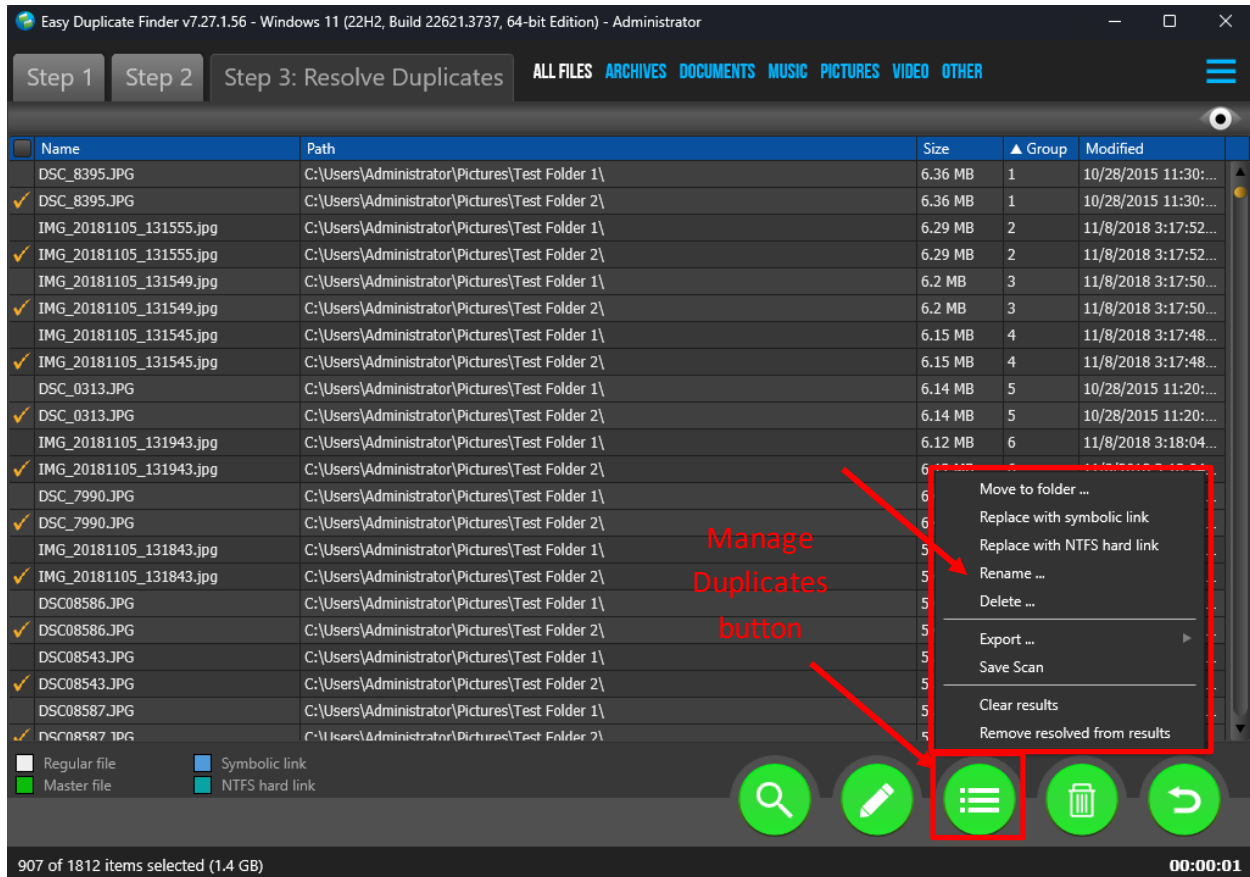 Easy Duplicate Finder v7.27.1.56 - Windows 11 (22H2, Build 22621.3737, 64-bit Edition) - Administrator
Step 1 Step 2 Step 3: Resolve Duplicates ALL FILES ARCHIVES DOCUMENTS MUSIC PICTURES VIDEO OTHER
Name Path Size ▲ Group Modified
DSC_8395.JPG C:\Users\Administrator\Pictures\Test Folder 1\ 6.36 MB 1 10/28/2015 11:30:...
DSC_8395.JPG C:\Users\Administrator\Pictures\Test Folder 2\ 6.36 MB 1 10/28/2015 11:30:...
IMG_20181105_131555.jpg C:\Users\Administrator\Pictures\Test Folder 1\ 6.29 MB 2 11/8/2018 3:17:52...
IMG_20181105_131555.jpg C:\Users\Administrator\Pictures\Test Folder 2\ 6.29 MB 2 11/8/2018 3:17:52...
IMG_20181105_131549.jpg C:\Users\Administrator\Pictures\Test Folder 1\ 6.2 MB 3 11/8/2018 3:17:50...
IMG_20181105_131549.jpg C:\Users\Administrator\Pictures\Test Folder 2\ 6.2 MB 3 11/8/2018 3:17:50...
IMG_20181105_131545.jpg C:\Users\Administrator\Pictures\Test Folder 1\ 6.15 MB 4 11/8/2018 3:17:48...
IMG_20181105_131545.jpg C:\Users\Administrator\Pictures\Test Folder 2\ 6.15 MB 4 11/8/2018 3:17:48...
DSC_0313.JPG C:\Users\Administrator\Pictures\Test Folder 1\ 6.14 MB 5 10/28/2015 11:20:...
DSC_0313.JPG C:\Users\Administrator\Pictures\Test Folder 2\ 6.14 MB 5 10/28/2015 11:20:...
IMG_20181105_131943.jpg C:\Users\Administrator\Pictures\Test Folder 1\ 6.12 MB 6 11/8/2018 3:18:04...
IMG_20181105_131943.jpg C:\Users\Administrator\Pictures\Test Folder 2\
DSC_7990.JPG C:\Users\Administrator\Pictures\Test Folder 1\ 6
DSC_7990.JPG C:\Users\Administrator\Pictures\Test Folder 2\ 6
IMG_20181105_131843.jpg C:\Users\Administrator\Pictures\Test Folder 1\ 5
IMG_20181105_131843.jpg C:\Users\Administrator\Pictures\Test Folder 2\ 5
DSC08586.JPG C:\Users\Administrator\Pictures\Test Folder 1\ 5
DSC08586.JPG C:\Users\Administrator\Pictures\Test Folder 2\ 5
DSC08543.JPG C:\Users\Administrator\Pictures\Test Folder 1\ 5
DSC08543.JPG C:\Users\Administrator\Pictures\Test Folder 2\ 5
DSC08587.JPG C:\Users\Administrator\Pictures\Test Folder 1\ 5
DSC08587.JPG C:\Users\Administrator\Pictures\Test Folder 2\ 5
Manage
Duplicates
button
Move to folder ...
Replace with symbolic link
Replace with NTFS hard link
Rename ...
Delete ...
Export ...
Save Scan
Clear results
Remove resolved from results
Regular file Symbolic link
Master file NTFS hard link
907 of 1812 items selected (1.4 GB) 00:00:01